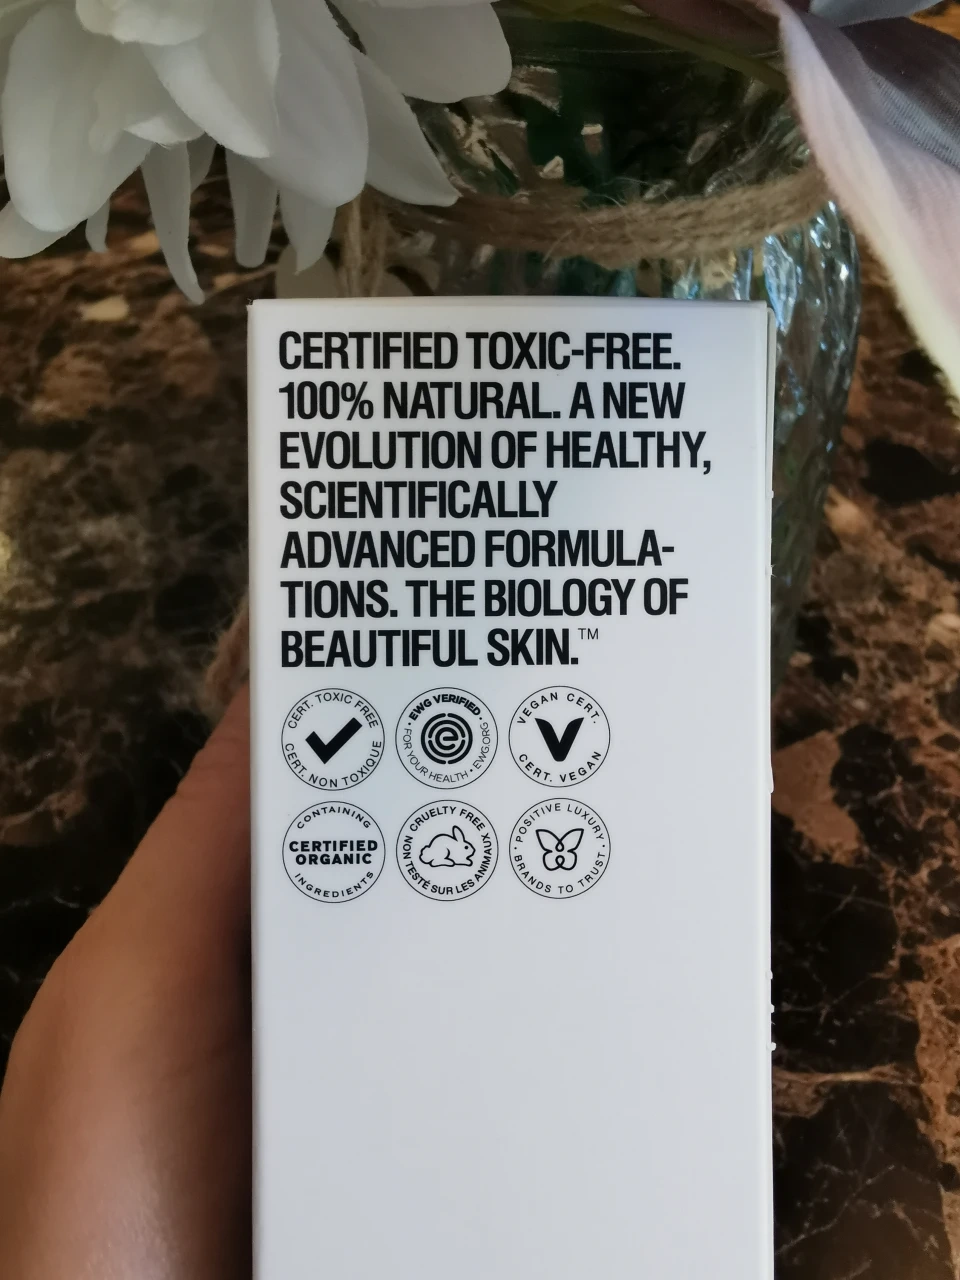 CERTIFIED TOXIC-FREE.
100% NATURAL. A NEW
EVOLUTION OF HEALTHY,
SCIENTIFICALLY
ADVANCED FORMULA-
TIONS. THE BIOLOGY OF
BEAUTIFUL SKIN.™
CERT. TOXIC FREE
CERT. NON TOXIQUE
• EWG VERIFIED •
FOR YOUR HEALTH • EWG.ORG
e
VEGAN CERT.
V
CERT. VEGAN
CONTAINING
CERTIFIED
ORGANIC
INGREDIENTS
CRUELTY FREE
NON TESTÉ SUR LES ANIMAUX
POSITIVE LUXURY
• BRANDS TO TRUST •